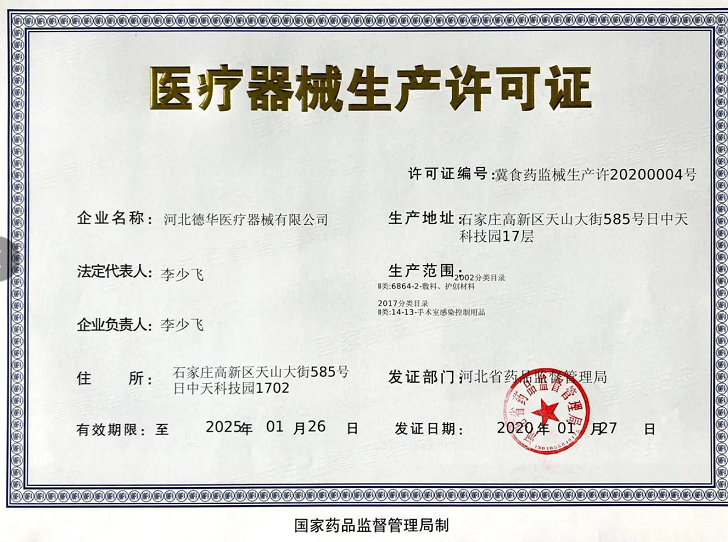 医疗器械生产许可证
许可证编号:冀食药监械生产许20200004号
企业名称: 河北德华医疗器械有限公司
生产地址:石家庄高新区天山大街585号日中天
科技园17层
法定代表人: 李少飞
生产范围: 2002分类目录
Ⅱ类:6864-2-敷料、护创材料
2017分类目录
Ⅱ类:14-13-手术室感染控制用品
企业负责人: 李少飞
住 所: 石家庄高新区天山大街585号
日中天科技园1702
发证部门:河北省药品监督管理局
有效期限: 至 2025年 01 月26 日
发证日期: 2020年 01 月27 日
河北省药品监督管理局
国家药品监督管理局制